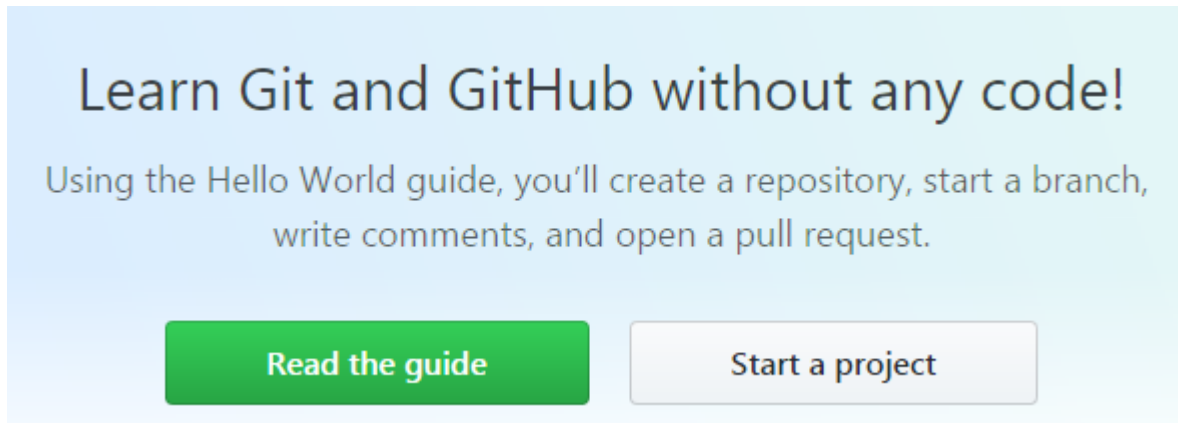 Learn Git and GitHub without any code!
Using the Hello World guide, you’ll create a repository, start a branch,
write comments, and open a pull request.
Read the guide
Start a project